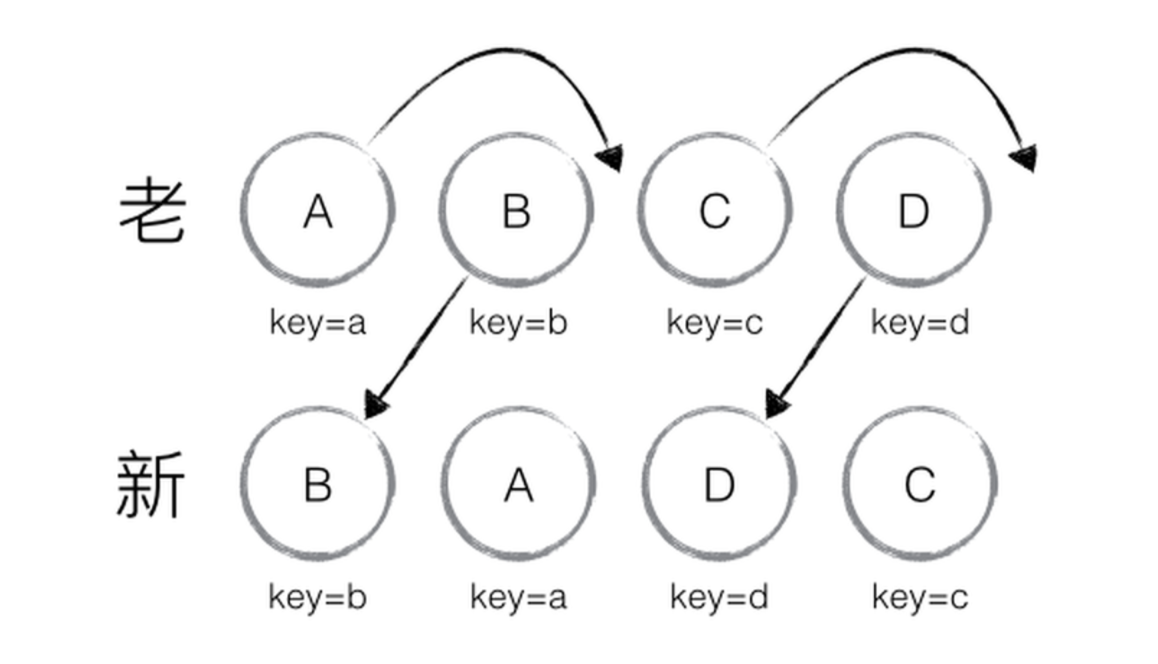 老 A B C D
key=a key=b key=c key=d
新 B A D C
key=b key=a key=d key=c